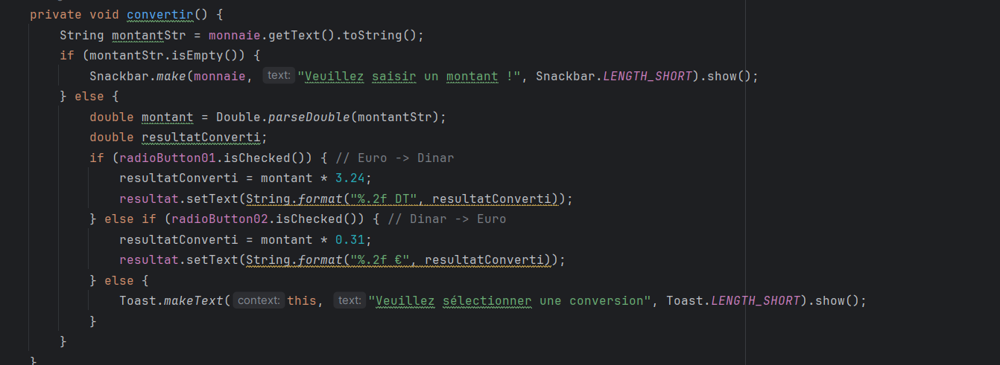 private void convertir() {
String montantStr = monnaie.getText().toString();
if (montantStr.isEmpty()) {
Snackbar.make(monnaie, text: "Veuillez saisir un montant !", Snackbar.LENGTH_SHORT).show();
} else {
double montant = Double.parseDouble(montantStr);
double resultatConverti;
if (radioButton01.isChecked()) { // Euro -> Dinar
resultatConverti = montant * 3.24;
resultat.setText(String.format("%.2f DT", resultatConverti));
} else if (radioButton02.isChecked()) { // Dinar -> Euro
resultatConverti = montant * 0.31;
resultat.setText(String.format("%.2f €", resultatConverti));
} else {
Toast.makeText( context: this, text: "Veuillez sélectionner une conversion", Toast.LENGTH_SHORT).show();
}
}
}